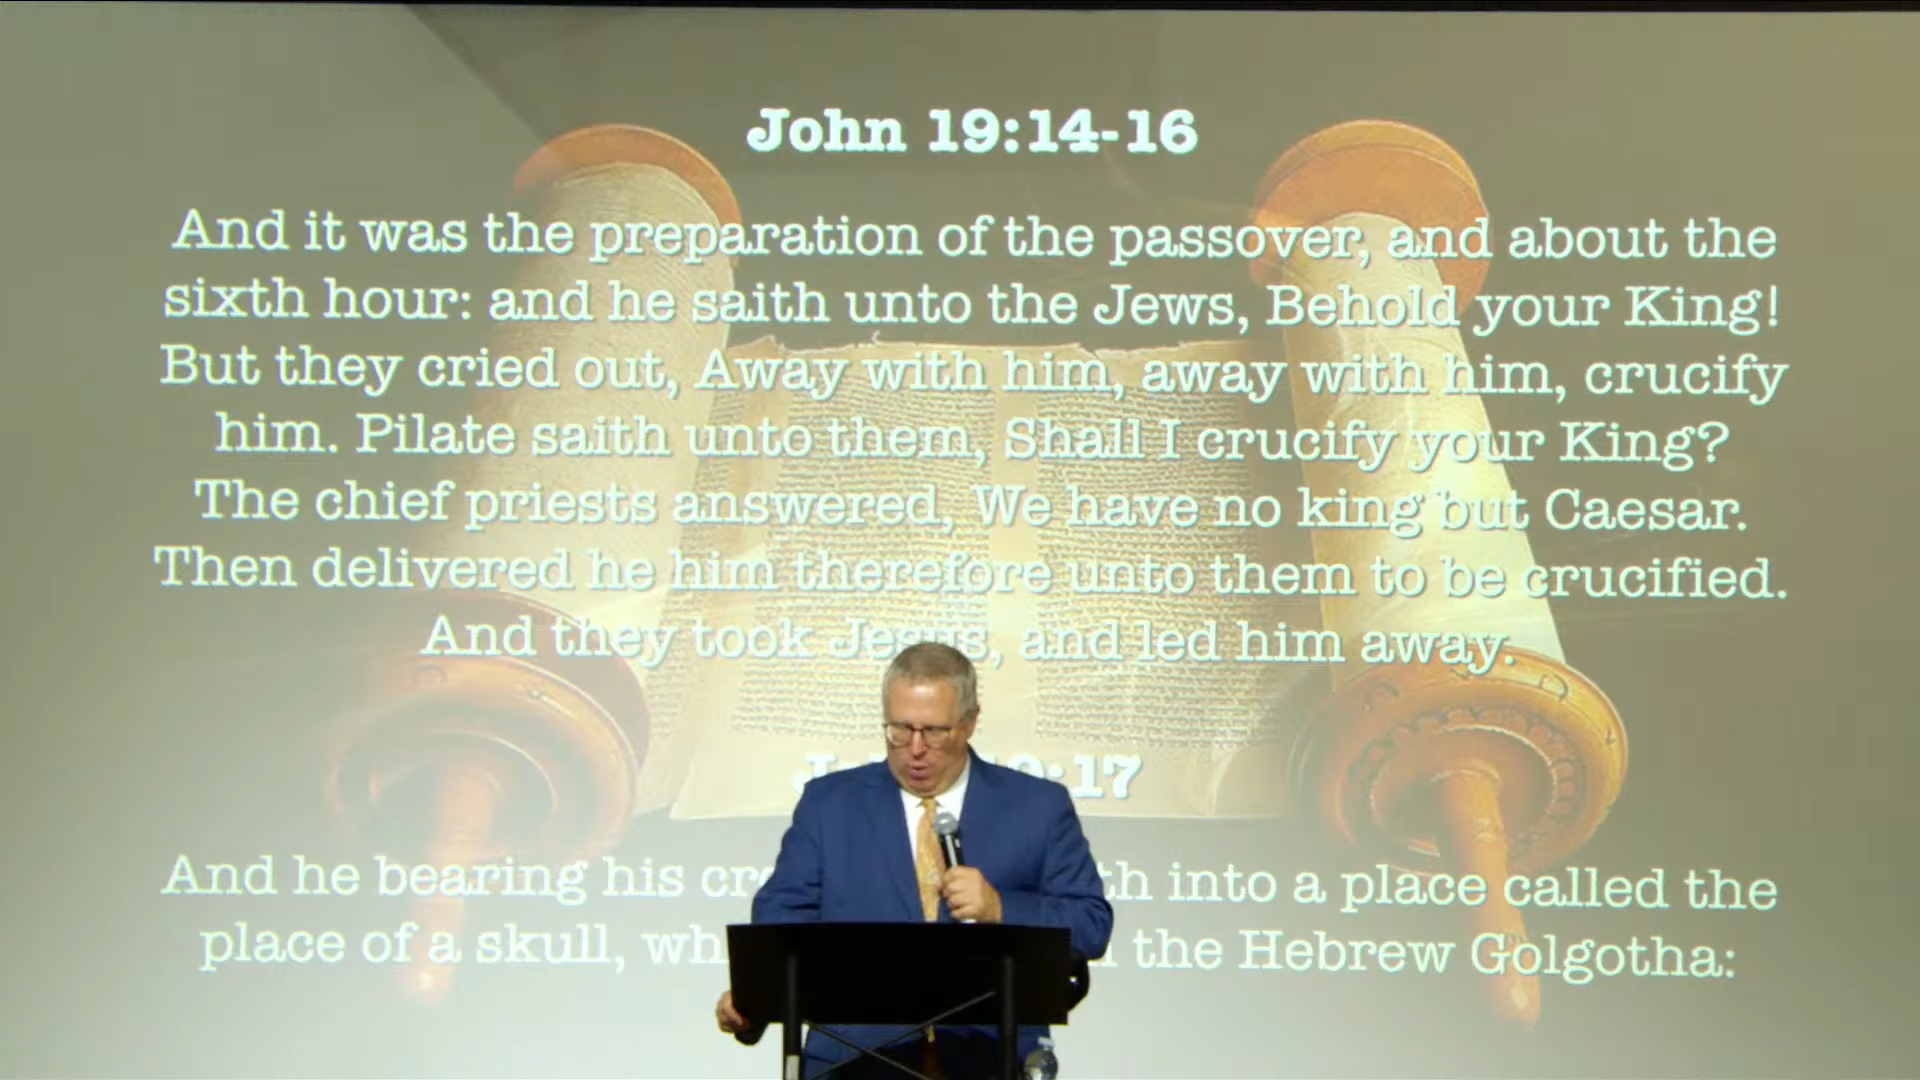 John 19:14-16
And it was the preparation of the passover, and about the
sixth hour: and he saith unto the Jews, Behold your King!
But they cried out, Away with him, away with him, crucify
him. Pilate saith unto them, Shall I crucify your King?
The chief priests answered, We have no king but Caesar.
Then delivered he him therefore unto them to be crucified.
And they took Jesus, and led him away.
:17
And he bearing his into a place called the
place of a skull, the Hebrew Golgotha: